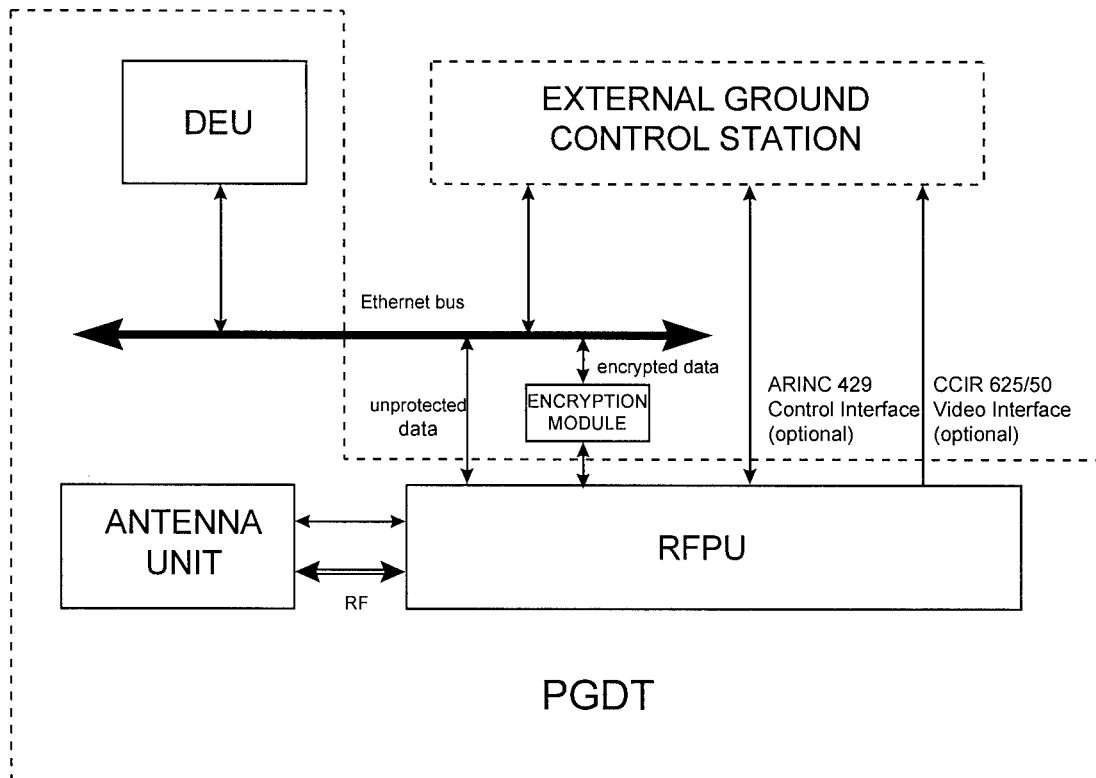 DEU
EXTERNAL GROUND
CONTROL STATION
Ethernet bus
encrypted data
unprotected
data
ENCRYPTION
MODULE
ARINC 429
Control Interface
(optional)
CCIR 625/50
Video Interface
(optional)
ANTENNA
UNIT
RF
RFPU
PGDT